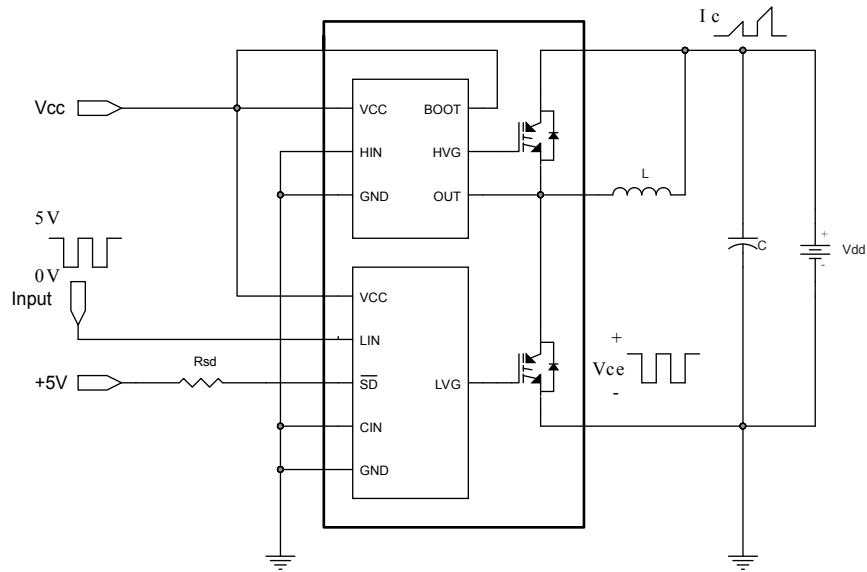 I c
Vcc
VCC BOOT
HIN HVG
GND OUT
L
5V
0V
Input
VCC
LIN
+5V
Rsd
SD LVG
CIN
GND
+
Vce
-
C
+
-
Vdd